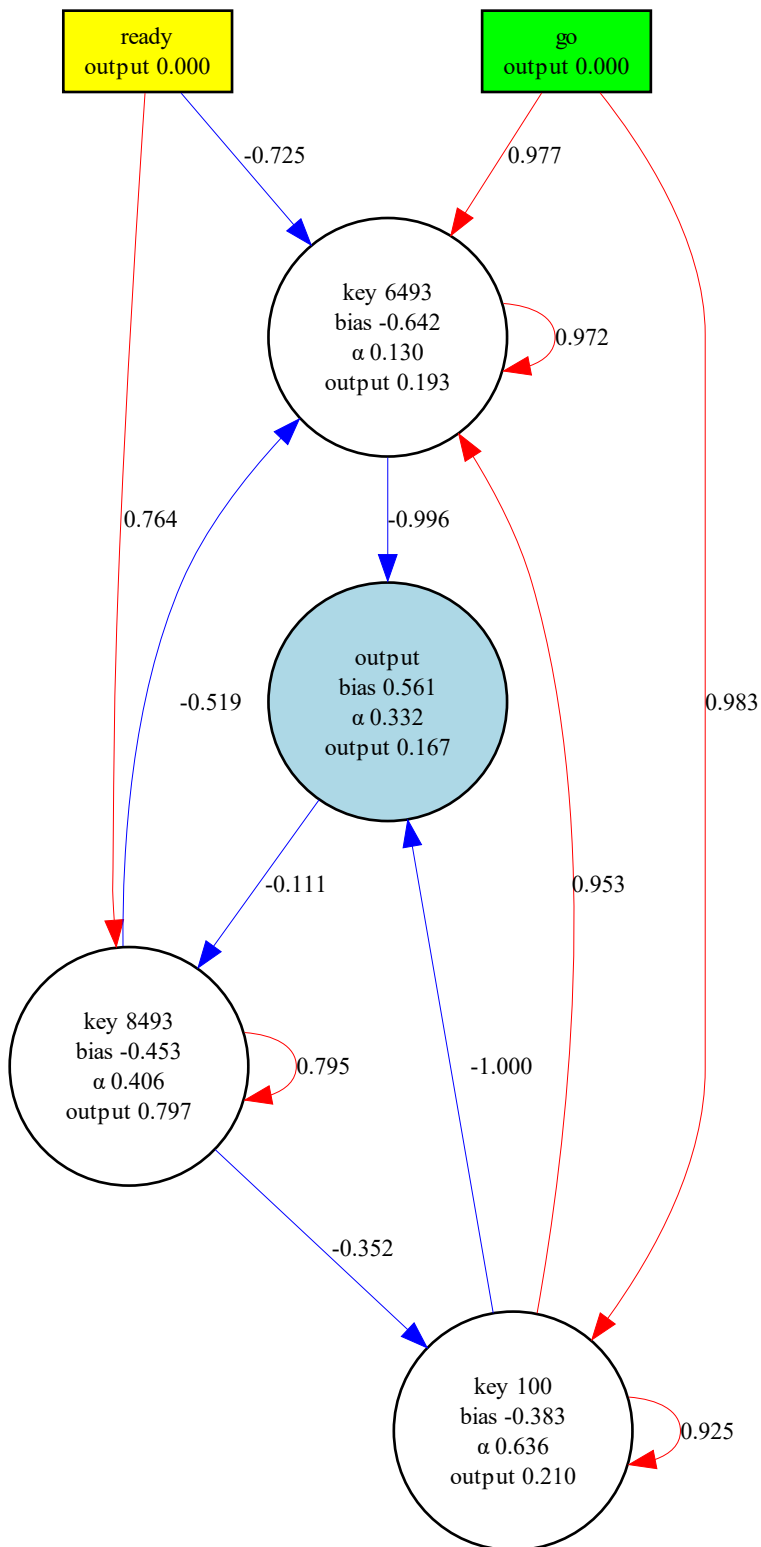 ready
output 0.000
go
output 0.000
-0.725
0.977
key 6493
bias -0.642
α 0.130
output 0.193
0.972
0.764
-0.996
-0.519
output
bias 0.561
α 0.332
output 0.167
0.983
-0.111
0.953
key 8493
bias -0.453
α 0.406
output 0.797
0.795
-1.000
-0.352
key 100
bias -0.383
α 0.636
output 0.210
0.925